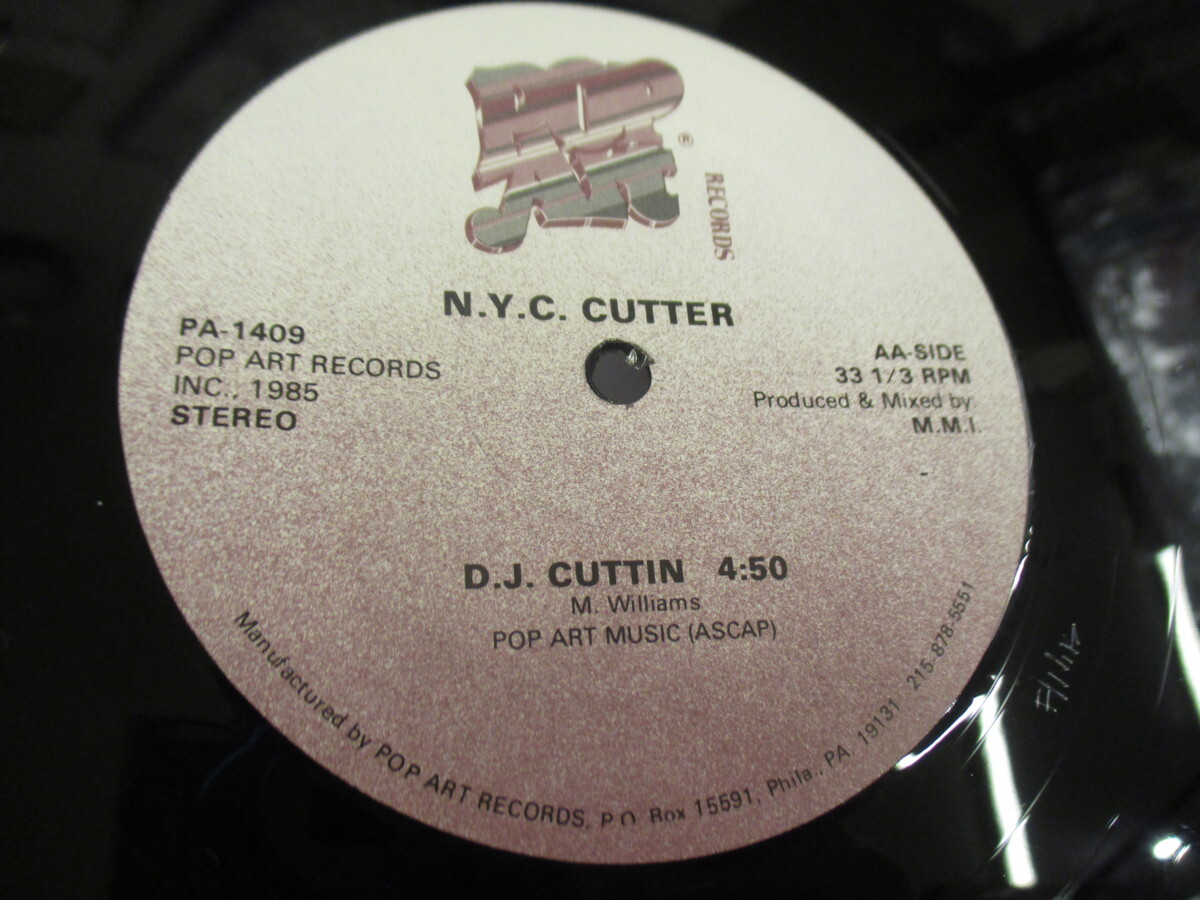 POP
ART
®
RECORDS
N.Y.C. CUTTER
PA-1409
POP ART RECORDS
INC., 1985
STEREO
AA-SIDE
33 1/3 RPM
Produced & Mixed by:
M.M.I.
D.J. CUTTIN 4:50
M. Williams
POP ART MUSIC (ASCAP)
Manufactured by POP ART RECORDS, P.O. Box 15591, Phila., PA 19131 215-878-5551